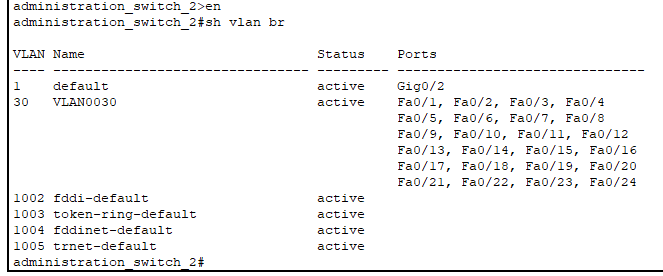 administration_switch_2>en
administration_switch_2#sh vlan br

VLAN Name                             Status    Ports
---- -------------------------------- --------- -------------------------------
1    default                          active    Gig0/2
30   VLAN0030                         active    Fa0/1, Fa0/2, Fa0/3, Fa0/4
                                                Fa0/5, Fa0/6, Fa0/7, Fa0/8
                                                Fa0/9, Fa0/10, Fa0/11, Fa0/12
                                                Fa0/13, Fa0/14, Fa0/15, Fa0/16
                                                Fa0/17, Fa0/18, Fa0/19, Fa0/20
                                                Fa0/21, Fa0/22, Fa0/23, Fa0/24
1002 fddi-default                     active
1003 token-ring-default               active
1004 fddinet-default                  active
1005 trnet-default                    active
administration_switch_2#